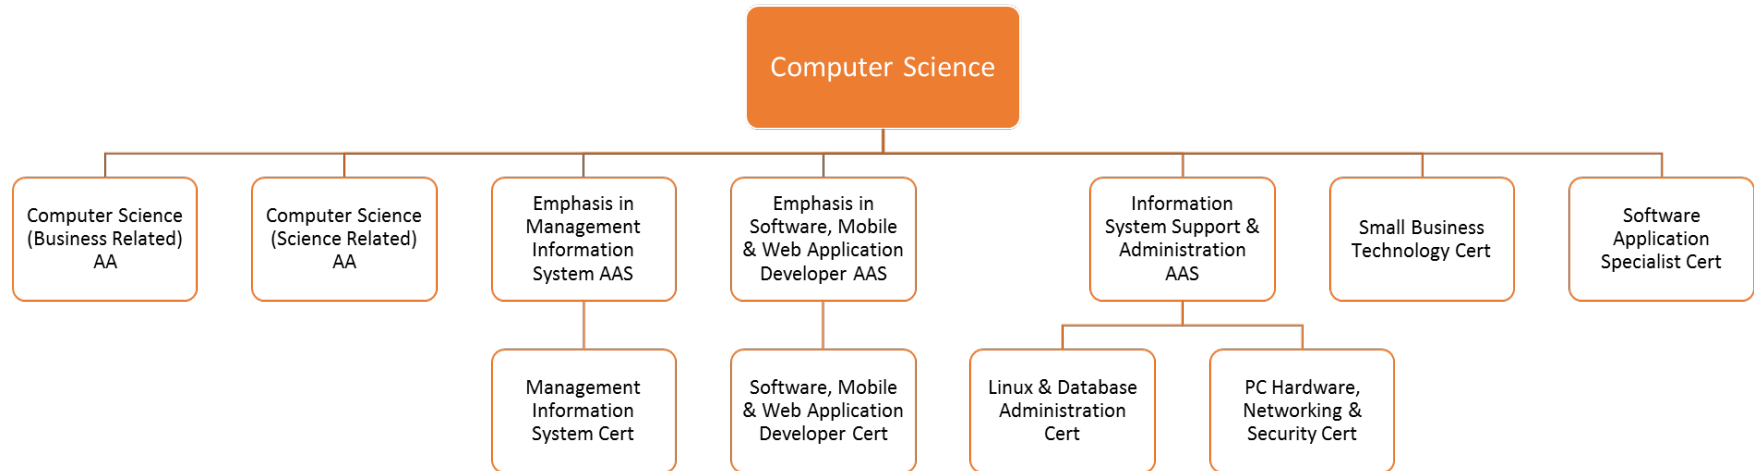 Computer Science
Computer Science
(Business Related)
AA
Computer Science
(Science Related)
AA
Emphasis in
Management
Information
System AAS
Emphasis in
Software, Mobile
& Web Application
Developer AAS
Information
System Support &
Administration
AAS
Small Business
Technology Cert
Software
Application
Specialist Cert
Management
Information
System Cert
Software, Mobile
& Web Application
Developer Cert
Linux & Database
Administration
Cert
PC Hardware,
Networking &
Security Cert